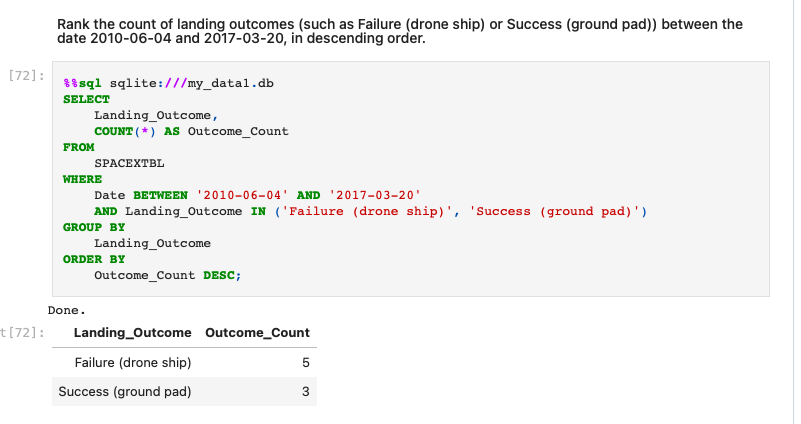 Rank the count of landing outcomes (such as Failure (drone ship) or Success (ground pad)) between the
date 2010-06-04 and 2017-03-20, in descending order.
[72]:
%%sql sqlite:///my_data1.db
SELECT
Landing_Outcome,
COUNT(*) AS Outcome_Count
FROM
SPACEXTBL
WHERE
Date BETWEEN '2010-06-04' AND '2017-03-20'
AND Landing_Outcome IN ('Failure (drone ship)', 'Success (ground pad)')
GROUP BY
Landing_Outcome
ORDER BY
Outcome_Count DESC;
Done.
t[72]: Landing_Outcome Outcome_Count
Failure (drone ship) 5
Success (ground pad) 3